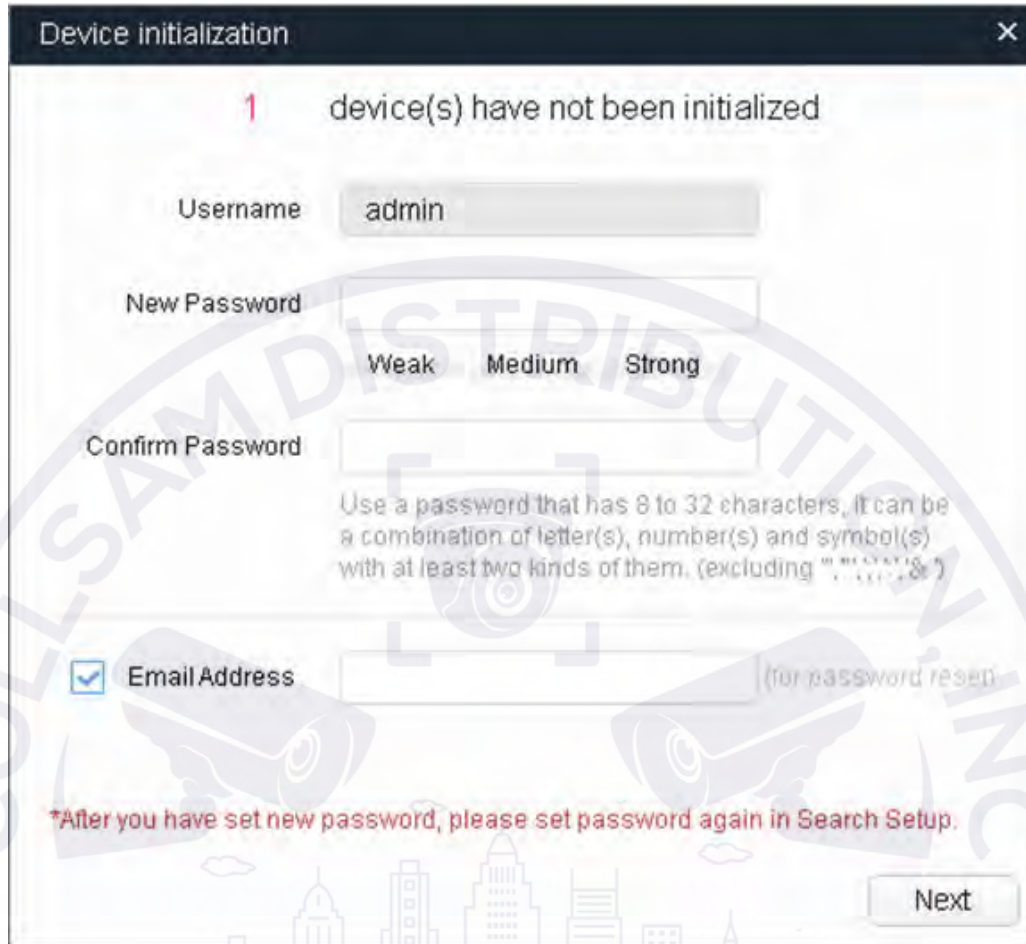 Device initialization
1 device(s) have not been initialized
Username admin
New Password
Weak Medium Strong
Confirm Password
Use a password that has 8 to 32 characters, It can be
a combination of letter(s), number(s) and symbol(s)
with at least two kinds of them. (excluding
Email Address (for password reset)
*After you have set new password, please set password again in Search Setup.
Next
SAM DISTRIBUTION, INC